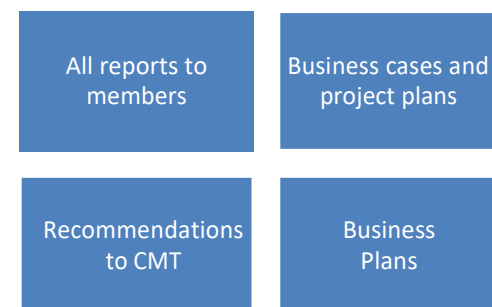 All reports to
members
Business cases and
project plans
Recommendations
to CMT
Business
Plans